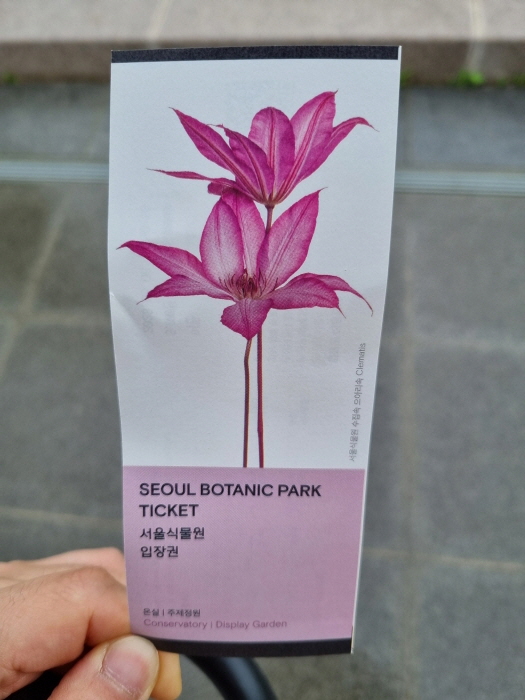 서울식물원 수집속 으아리속 Clematis
SEOUL BOTANIC PARK
TICKET
서울식물원
입장권
온실 | 주제정원
Conservatory | Display Garden